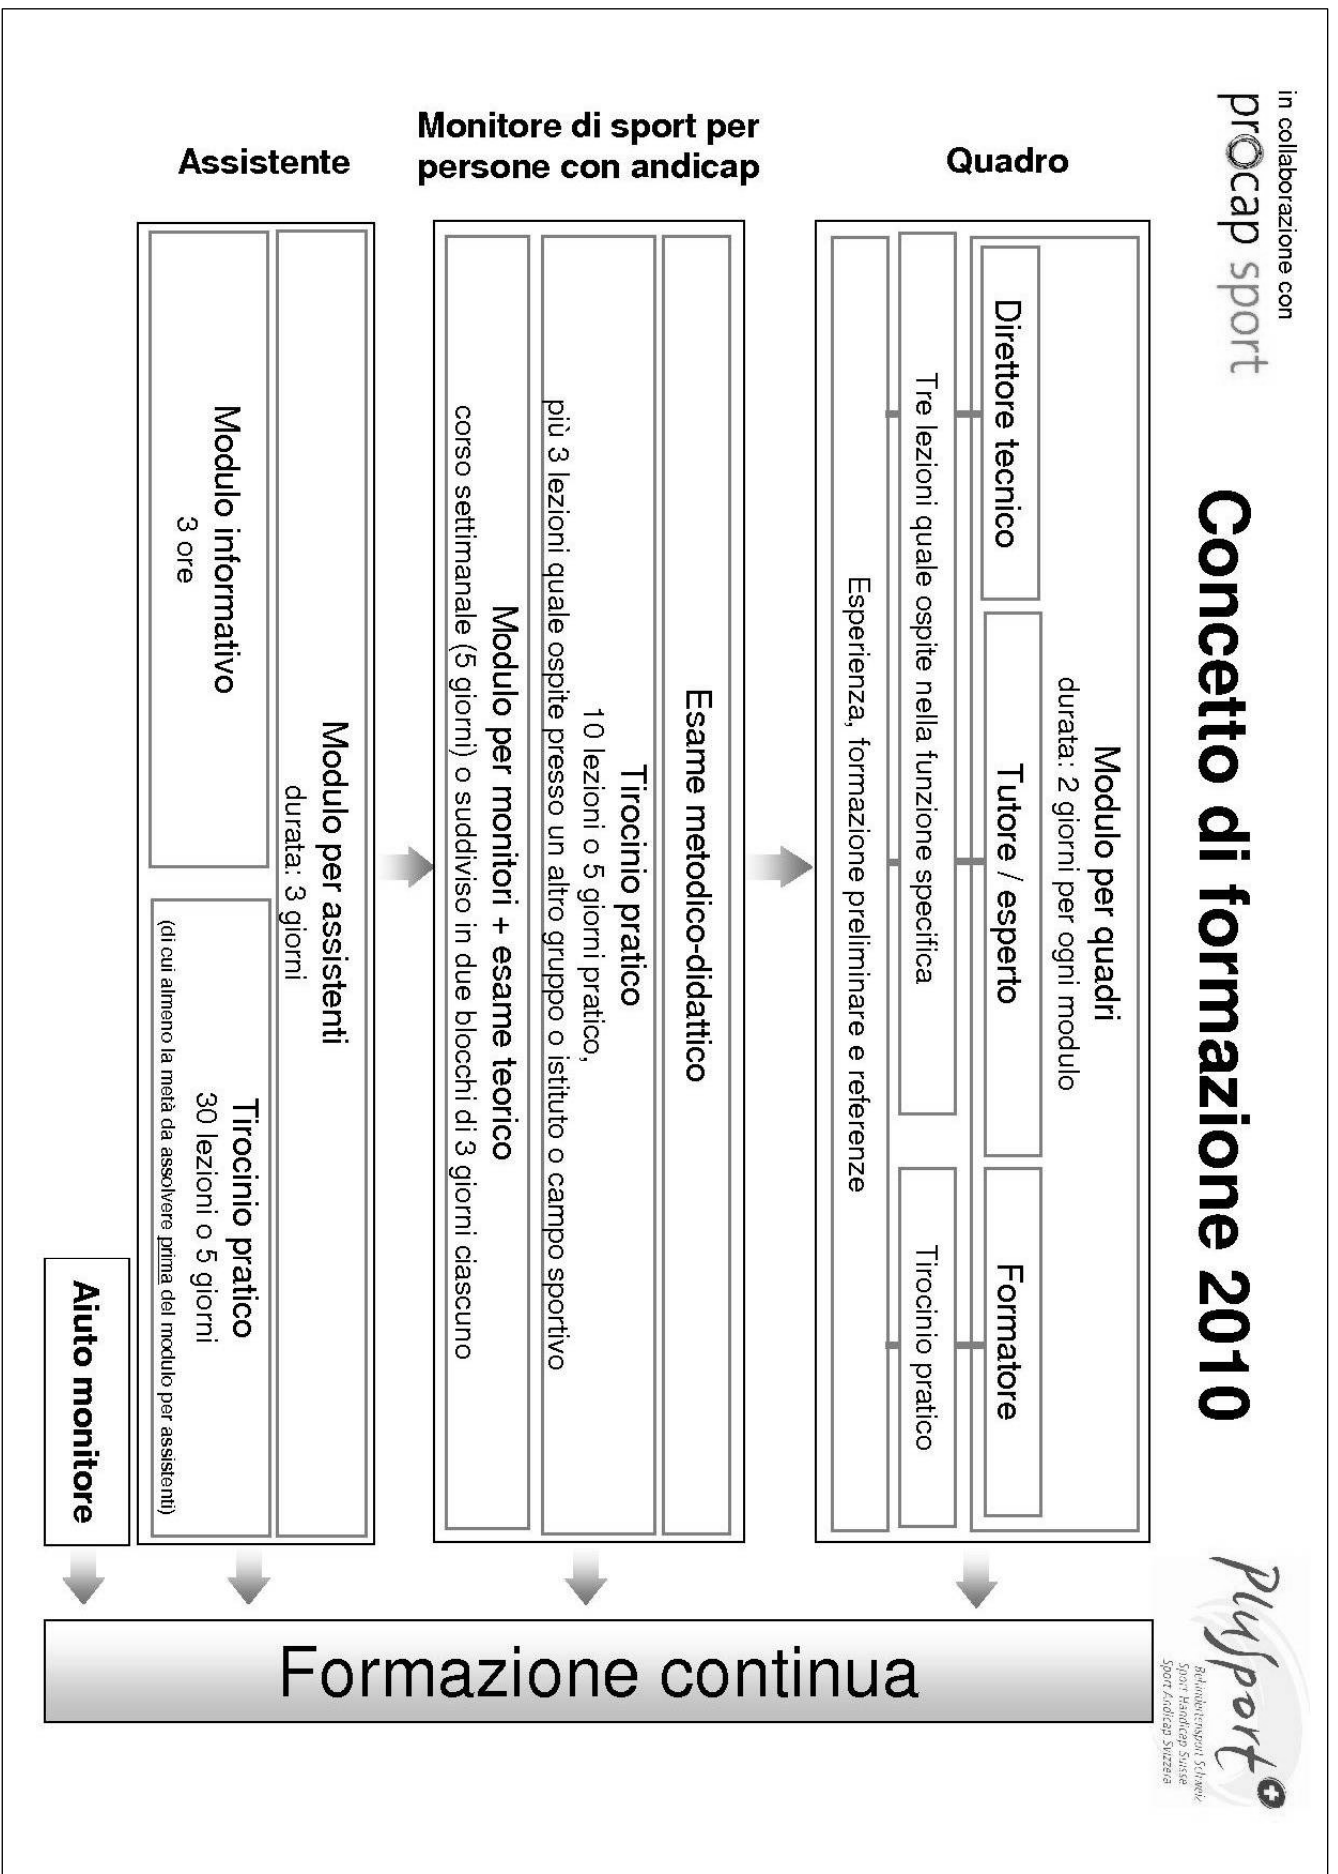 in collaborazione con
procap sport
Concetto di formazione 2010
PluSport
Behindertensport Schweiz
Sport Handicap Suisse
Sport Andicap Svizzera
Quadro
Modulo per quadri
durata: 2 giorni per ogni modulo
Direttore tecnico
Tutore / esperto
Formatore
Tre lezioni quale ospite nella funzione specifica
Tirocinio pratico
Esperienza, formazione preliminare e referenze
Monitore di sport per
persone con andicap
Esame metodico-didattico
Tirocinio pratico
10 lezioni o 5 giorni pratico,
più 3 lezioni quale ospite presso un altro gruppo o istituto o campo sportivo
Modulo per monitori + esame teorico
corso settimanale (5 giorni) o suddiviso in due blocchi di 3 giorni ciascuno
Assistente
Modulo per assistenti
durata: 3 giorni
Modulo informativo
3 ore
Tirocinio pratico
30 lezioni o 5 giorni
(di cui almeno la metà da assolvere prima del modulo per assistenti)
Aiuto monitore
Formazione continua